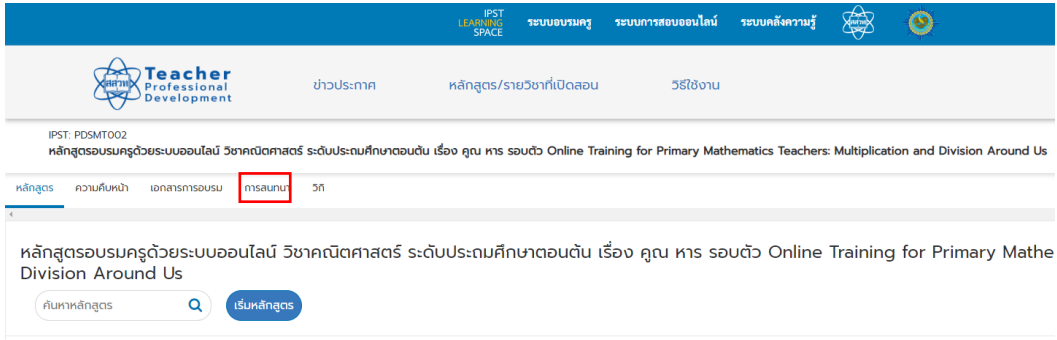 IPST
LEARNING
SPACE
ระบบอบรมครู ระบบการสอบออนไลน์ ระบบคลังความรู้ สสวท
สสวท Teacher
Professional
Development
ข่าวประกาศ หลักสูตร/รายวิชาที่เปิดสอน วิธีใช้งาน
IPST: PDSMT002
หลักสูตรอบรมครูด้วยระบบออนไลน์ วิชาคณิตศาสตร์ ระดับประถมศึกษาตอนต้น เรื่อง คูณ หาร รอบตัว Online Training for Primary Mathematics Teachers: Multiplication and Division Around Us
หลักสูตร ความคืบหน้า เอกสารการอบรม การสนทนา วิกิ
หลักสูตรอบรมครูด้วยระบบออนไลน์ วิชาคณิตศาสตร์ ระดับประถมศึกษาตอนต้น เรื่อง คูณ หาร รอบตัว Online Training for Primary Mathe
Division Around Us
ค้นหาหลักสูตร เริ่มหลักสูตร